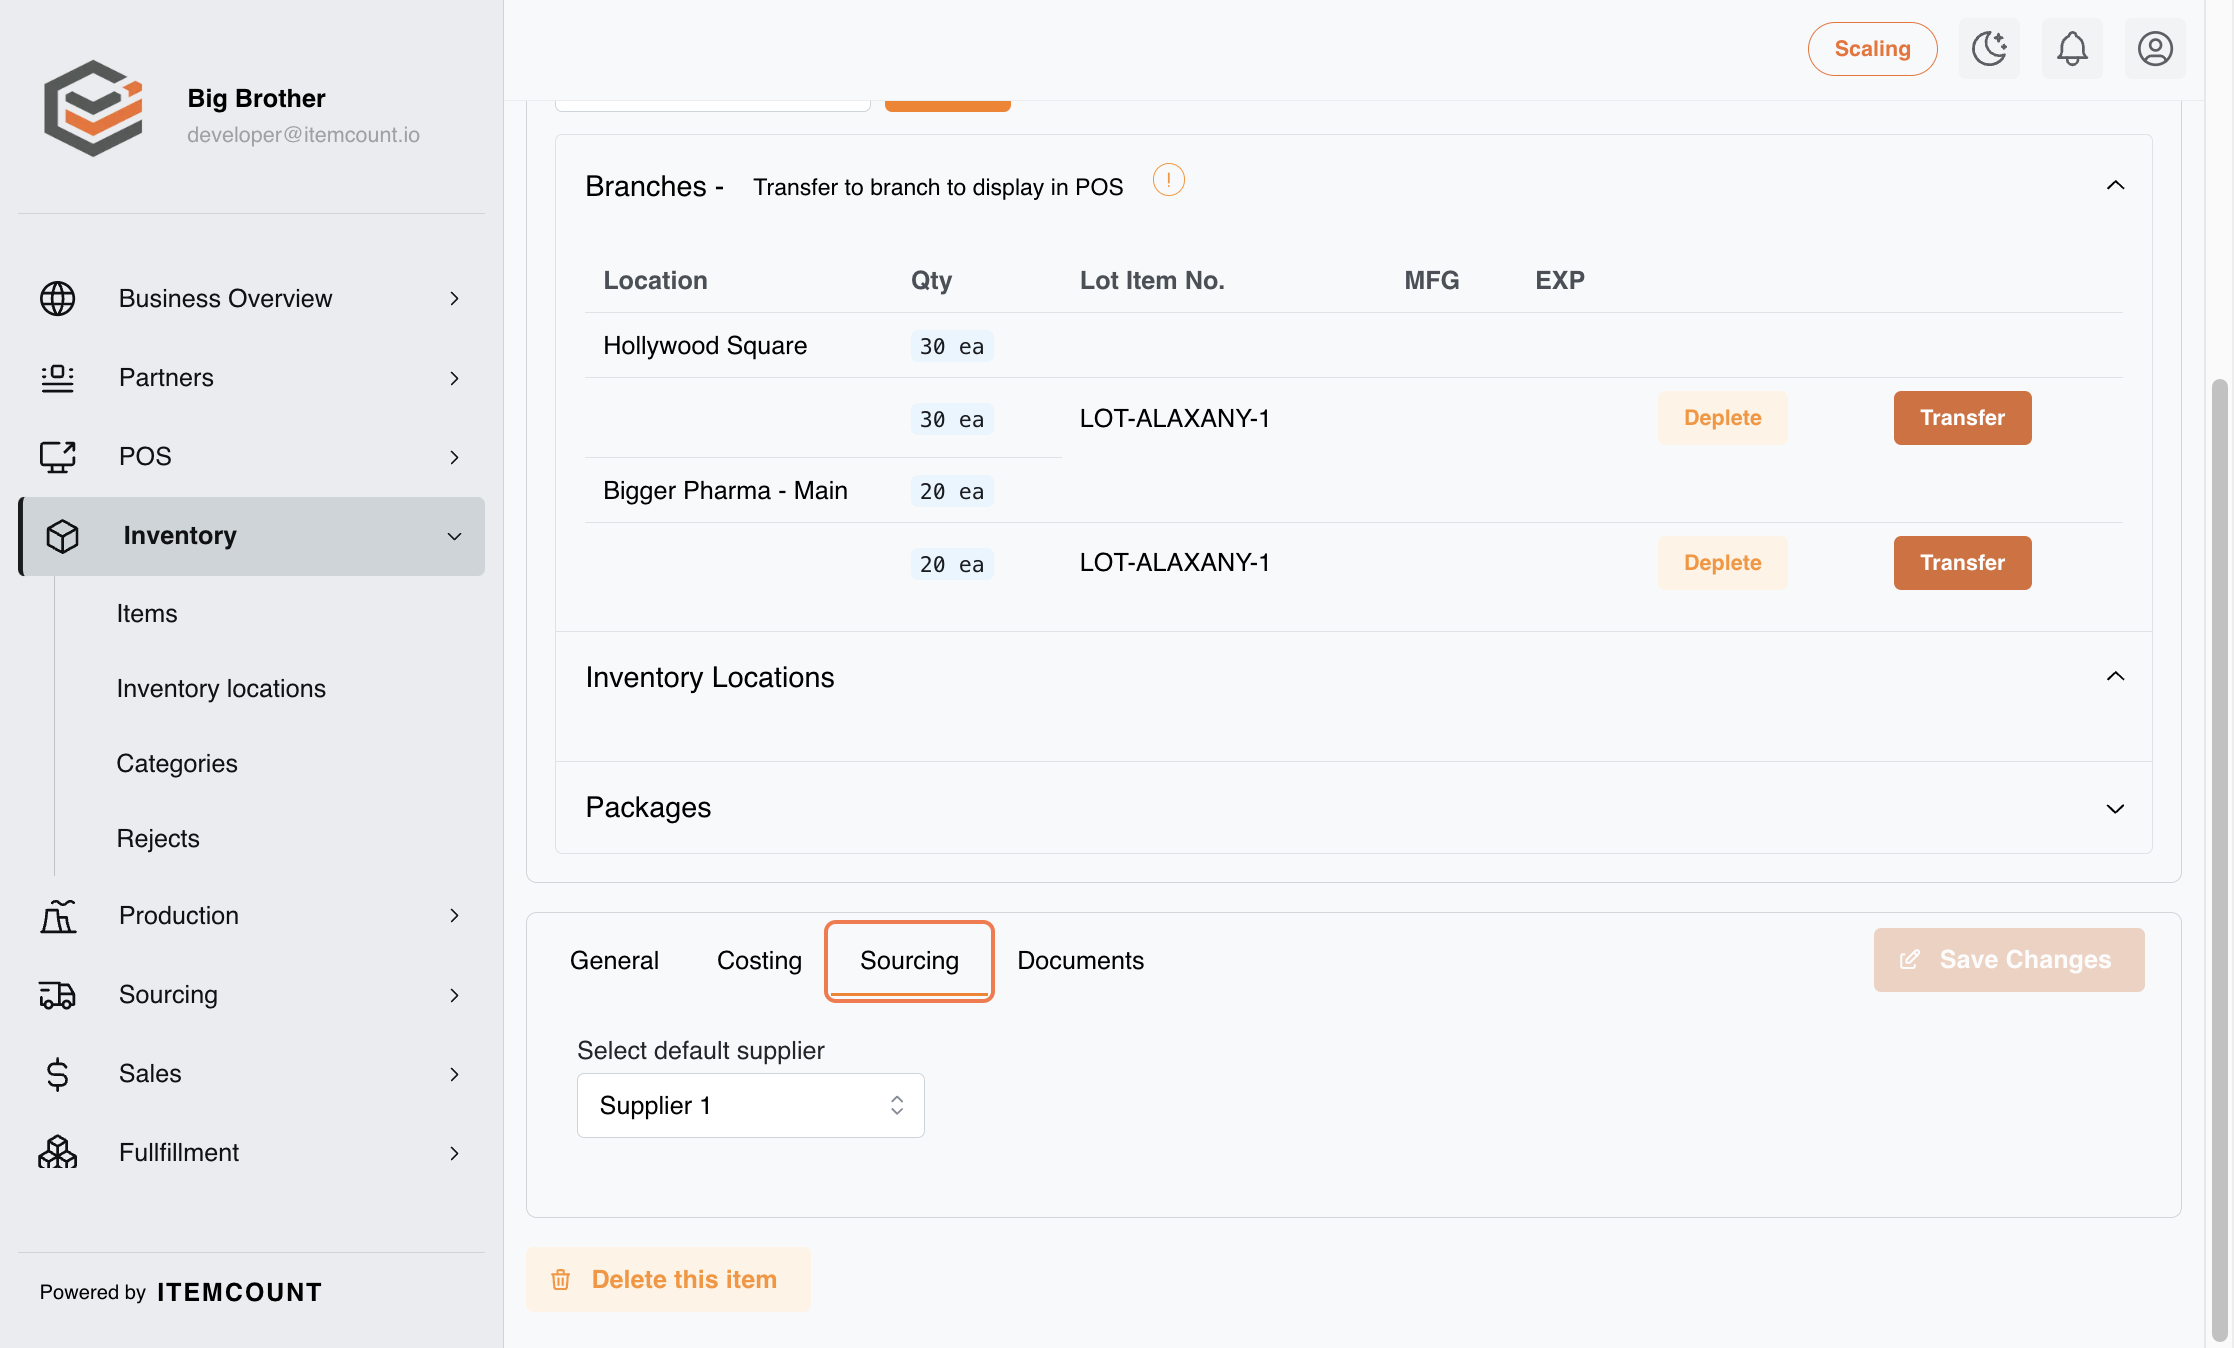 Big Brother
developer@itemcount.io
Business Overview
Partners
POS
Inventory
Items
Inventory locations
Categories
Rejects
Production
Sourcing
Sales
Fullfillment
Powered by ITEMCOUNT
Scaling
Branches - Transfer to branch to display in POS
Location Qty Lot Item No. MFG EXP
Hollywood Square 30 ea
30 ea LOT-ALAXANY-1 Deplete Transfer
Bigger Pharma - Main 20 ea
20 ea LOT-ALAXANY-1 Deplete Transfer
Inventory Locations
Packages
General Costing Sourcing Documents Save Changes
Select default supplier
Supplier 1
Delete this item